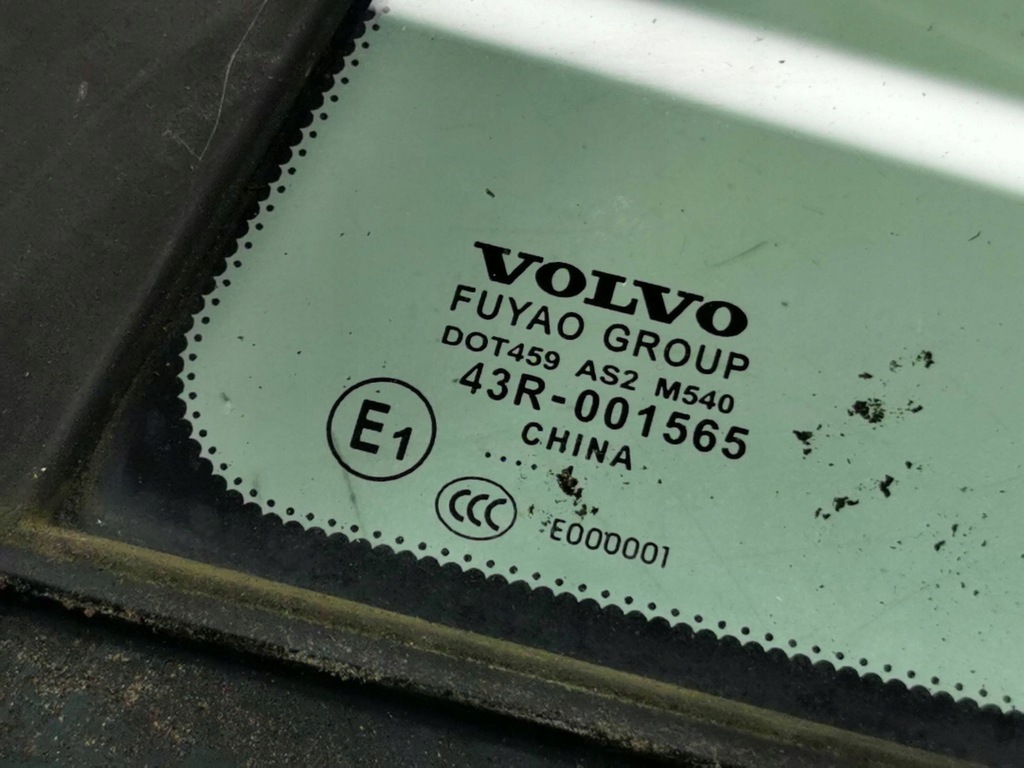 VOLVO
FUYAO GROUP
DOT459 AS2 M540
43R-001565
CHINA
.....
E1
CCC
E000001